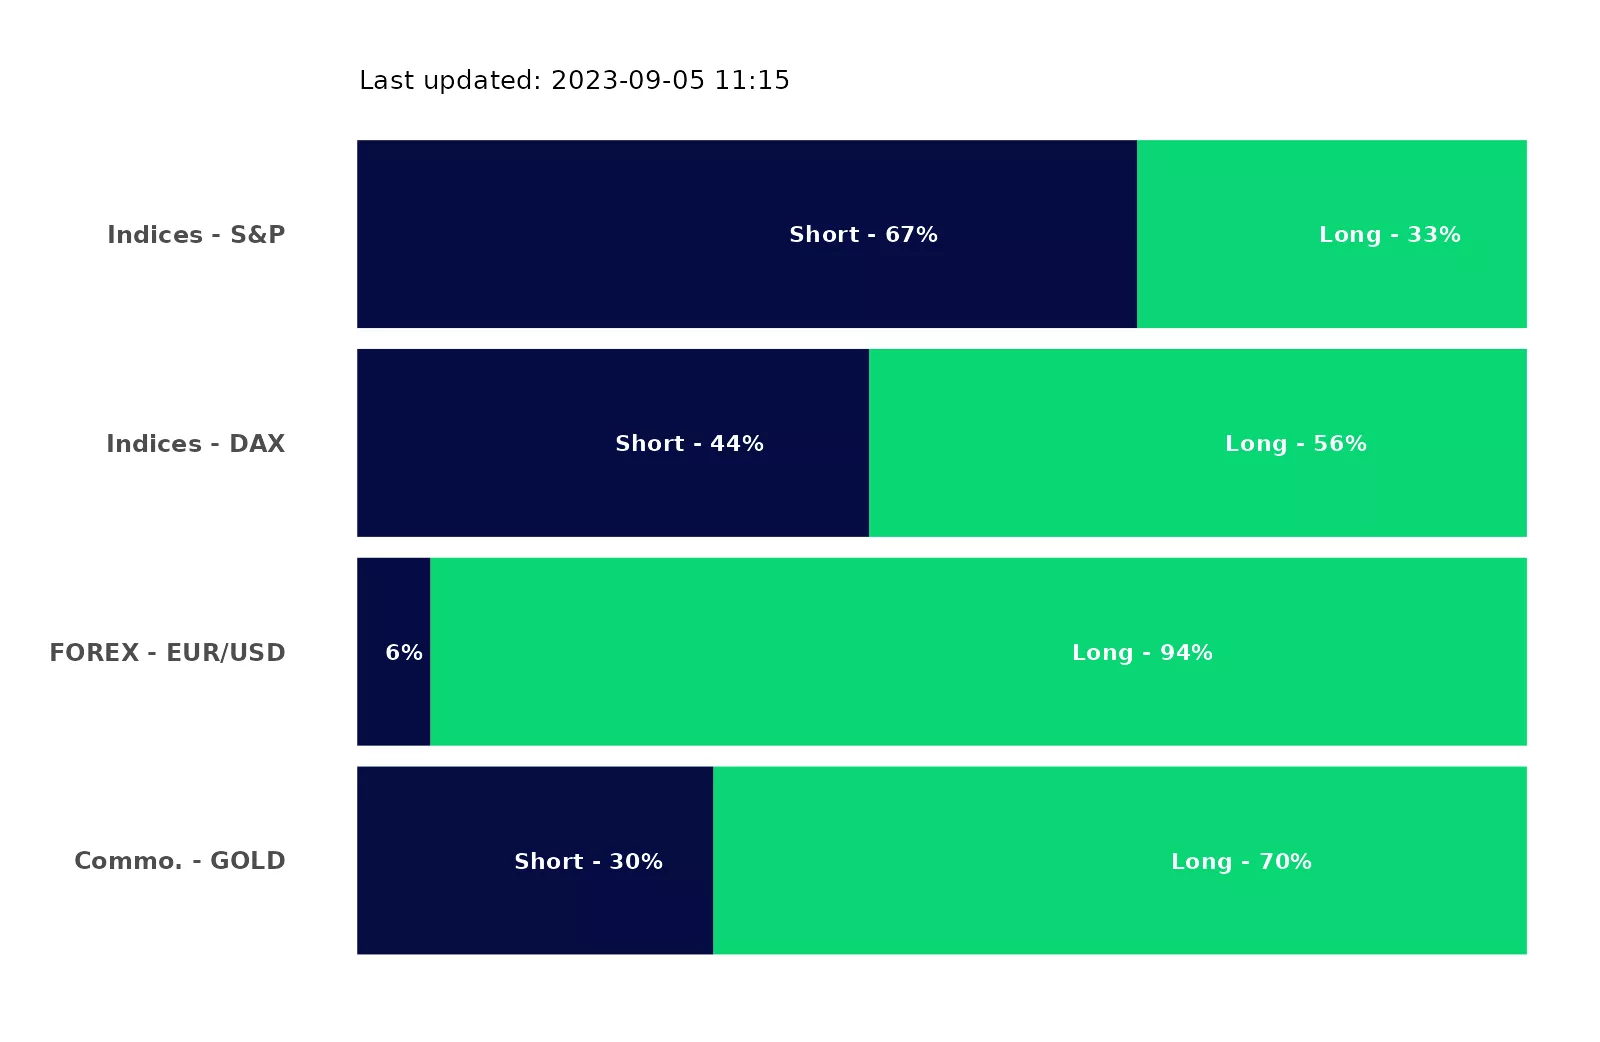 Last updated: 2023-09-05 11:15
Indices - S&P Short - 67% Long - 33%
Indices - DAX Short - 44% Long - 56%
FOREX - EUR/USD 6% Long - 94%
Commo. - GOLD Short - 30% Long - 70%